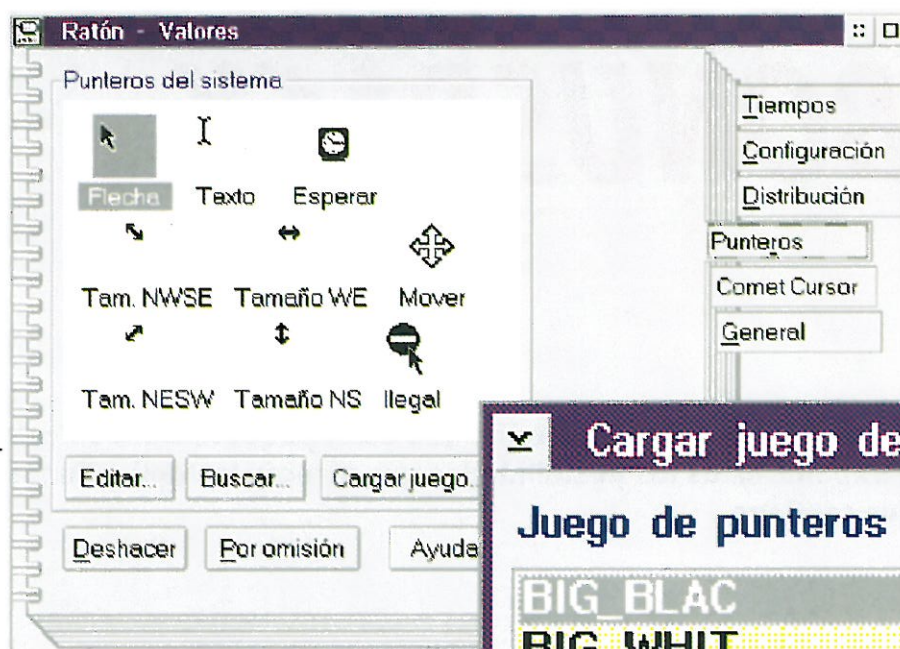 Ratón - Valores
Punteros del sistema
Flecha Texto Esperar
Tam. NWSE Tamaño WE Mover
Tam. NESW Tamaño NS Ilegal
Editar... Buscar... Cargar juego...
Deshacer Por omisión Ayuda
Tiempos
Configuración
Distribución
Punteros
Comet Cursor
General
Cargar juego de
Juego de punteros
BIG_BLAC
BIG_WHIT